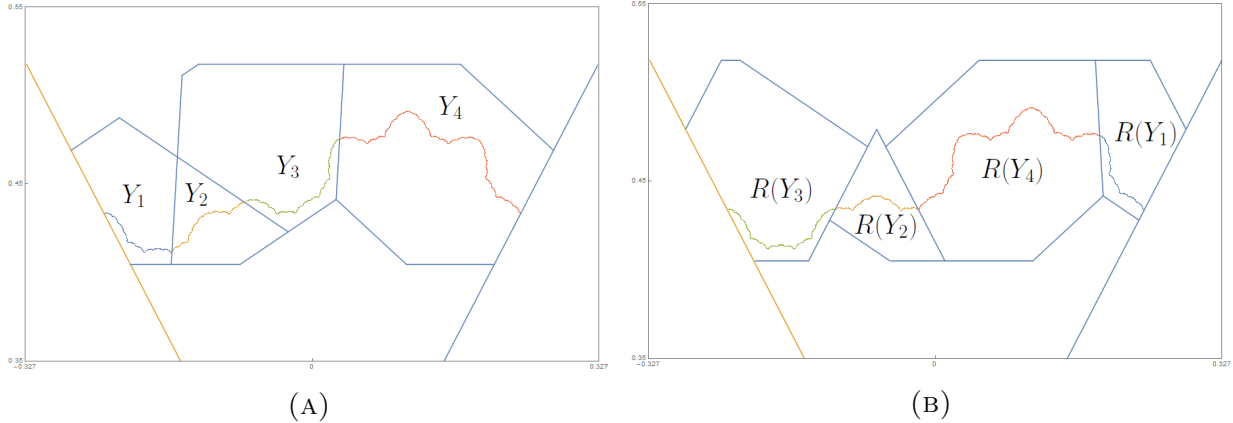 0.55
Y₁
Y₂
Y₃
Y₄
0.45
0.35
−0.327
0
0.327
(A)
0.55
R(Y₃)
R(Y₂)
R(Y₄)
R(Y₁)
0.45
0.35
−0.327
0
0.327
(B)